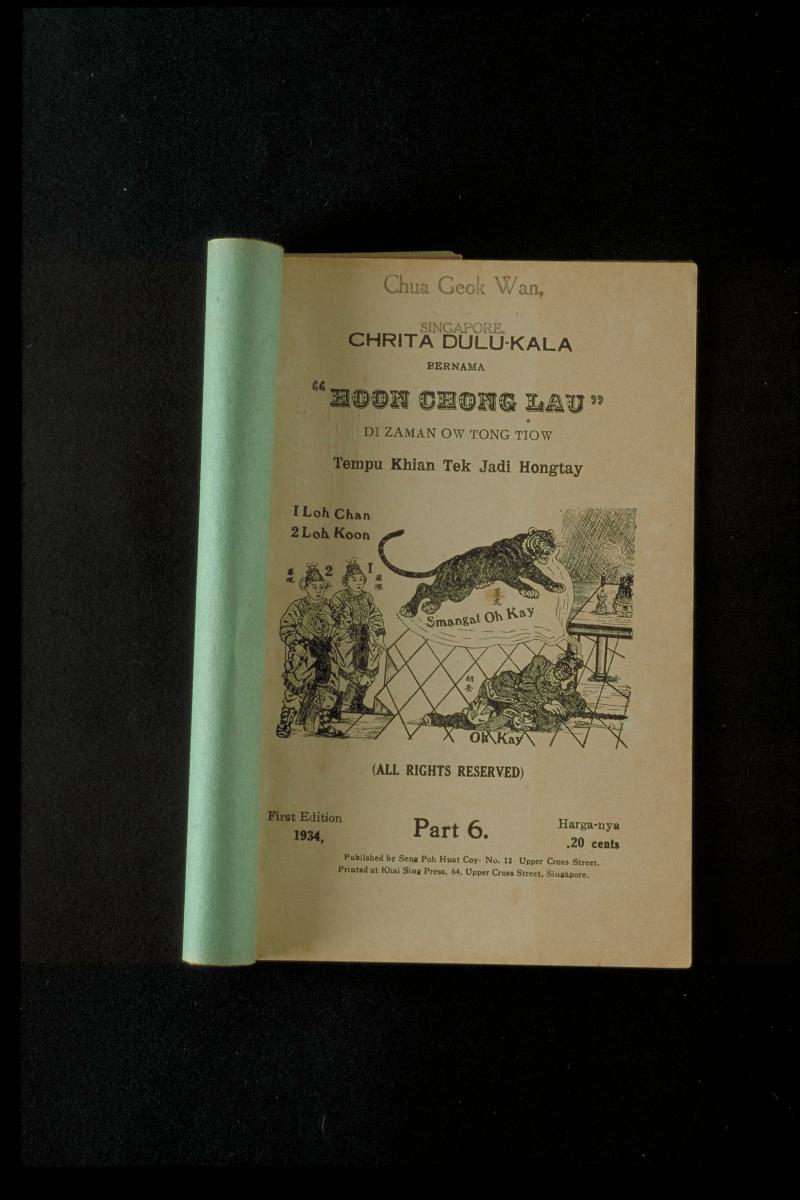 Chua Geok Wan,
SINGAPORE.
CHRITA DULU-KALA
BERNAMA
"HOON CHONG LAU"
DI ZAMAN OW TONG TIOW
Tempu Khian Tek Jadi Hongtay
1 Loh Chan
2 Loh Koon
2
1
Smangat Oh Kay
Oh Kay
(ALL RIGHTS RESERVED)
First Edition
1934,
Part 6.
Harga-nya
.20 cents
Published by Seng Poh Huat Coy- No. 12 Upper Cross Street.
Printed at Khai Sing Press, 64, Upper Cross Street, Singapore.